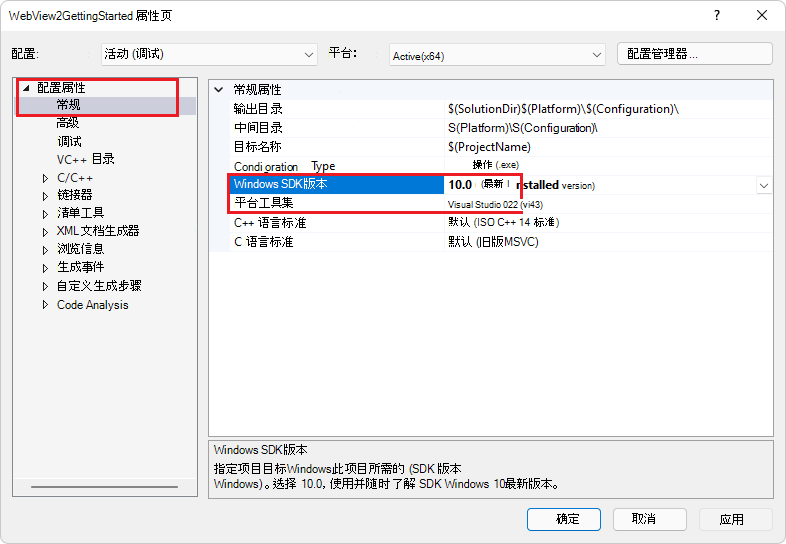 WebView2GettingStarted 属性页 ?
配置: 活动 (调试) 平台: Active(x64) 配置管理器...
配置属性
常规
高级
调试
VC++ 目录
C/C++
链接器
清单工具
XML 文档生成器
浏览信息
生成事件
自定义生成步骤
Code Analysis
常规属性
输出目录 $(SolutionDir)$(Platform)\$(Configuration)\
中间目录 S(Platform)\S(Configuration)\
目标名称 $(ProjectName)
Condigration Type 操作 (.exe)
Windows SDK版本 10.0 (最新 I nstalled version)
平台工具集 Visual Studio 022 (vi43)
C++ 语言标准 默认 (ISO C++ 14 标准)
C 语言标准 默认 (旧版MSVC)
Windows SDK版本
指定项目目标Windows此项目所需的 (SDK 版本
Windows)。选择 10.0, 使用并随时了解 SDK Windows 10最新版本。
确定 取消 应用